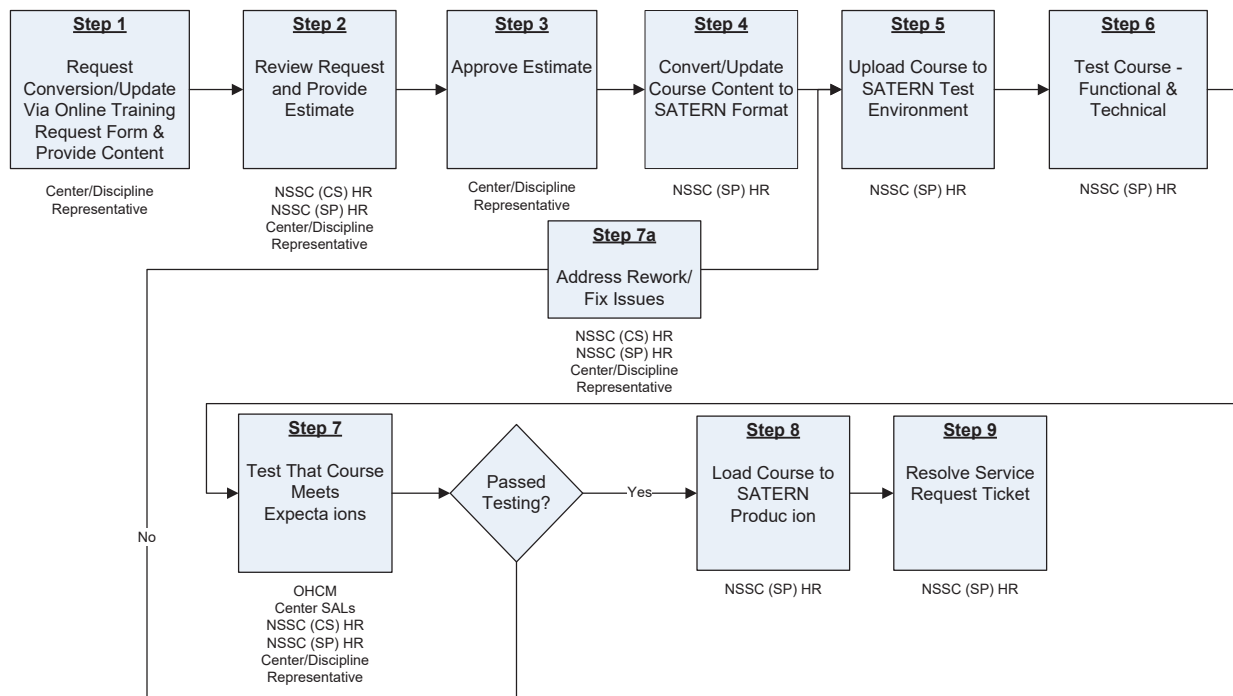 Step 1
Request
Conversion/Update
Via Online Training
Request Form &
Provide Content
Center/Discipline
Representative
Step 2
Review Request
and Provide
Estimate
NSSC (CS) HR
NSSC (SP) HR
Center/Discipline
Representative
Step 3
Approve Estimate
Center/Discipline
Representative
Step 4
Convert/Update
Course Content to
SATERN Format
NSSC (SP) HR
Step 5
Upload Course to
SATERN Test
Environment
NSSC (SP) HR
Step 6
Test Course -
Functional &
Technical
NSSC (SP) HR
Step 7a
Address Rework/
Fix Issues
NSSC (CS) HR
NSSC (SP) HR
Center/Discipline
Representative
Step 7
Test That Course
Meets
Expecta ions
OHCM
Center SALs
NSSC (CS) HR
NSSC (SP) HR
Center/Discipline
Representative
Passed
Testing?
Yes
No
Step 8
Load Course to
SATERN
Produc ion
NSSC (SP) HR
Step 9
Resolve Service
Request Ticket
NSSC (SP) HR